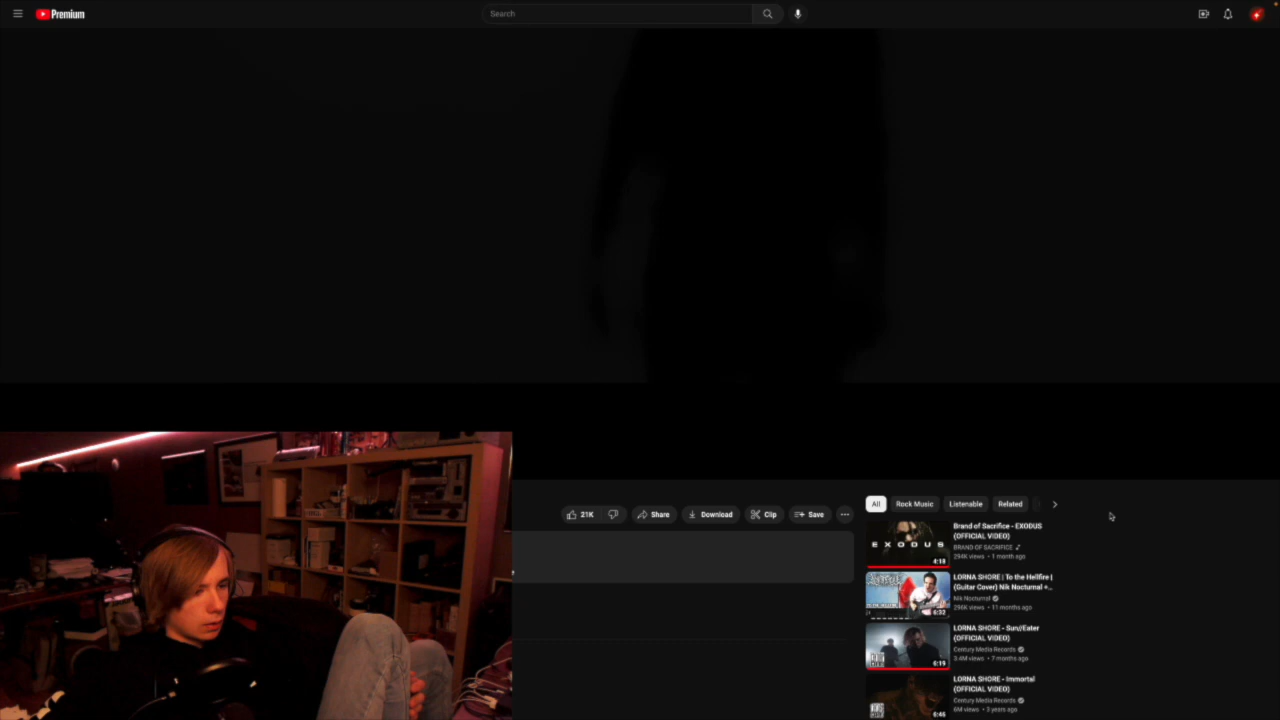 Premium
Search
21K
Share
Download
Clip
Save
All
Rock Music
Listenable
Related
Brand of Sacrifice - EXODUS
(OFFICIAL VIDEO)
BRAND OF SACRIFICE
294K views • 1 month ago
EXODUS
4:18
LORNA SHORE | To the Hellfire |
(Guitar Cover) Nik Nocturnal +...
Nik Nocturnal
296K views • 11 months ago
6:32
LORNA SHORE - Sun//Eater
(OFFICIAL VIDEO)
Century Media Records
3.4M views • 7 months ago
6:19
LORNA SHORE - Immortal
(OFFICIAL VIDEO)
Century Media Records
6M views • 3 years ago
6:46